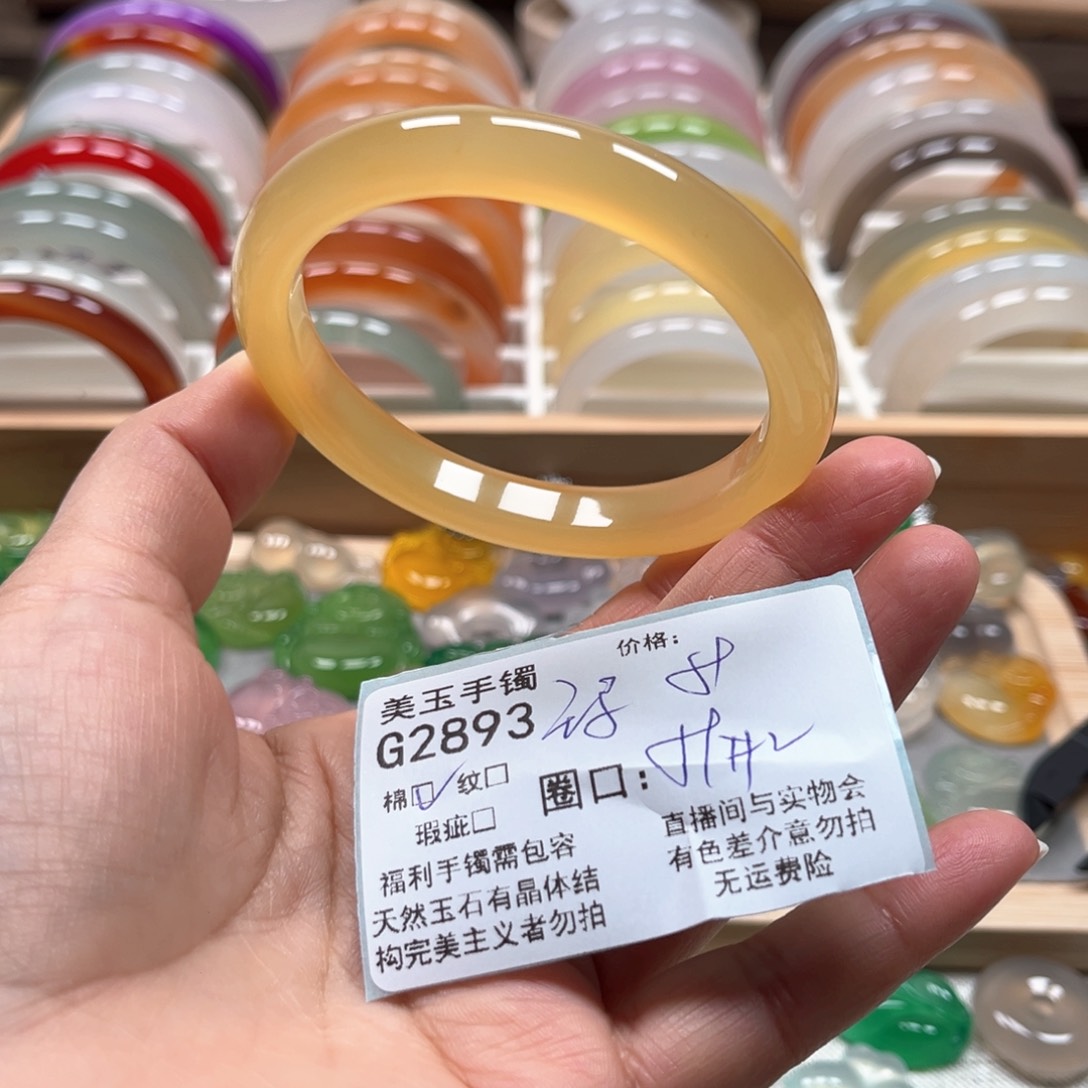 价格:
美玉手镯
G2893
棉☑ 纹□ 圈口:
瑕疵□
福利手镯需包容
天然玉石有晶体结
构完美主义者勿拍
直播间与实物会
有色差介意勿拍
无运费险